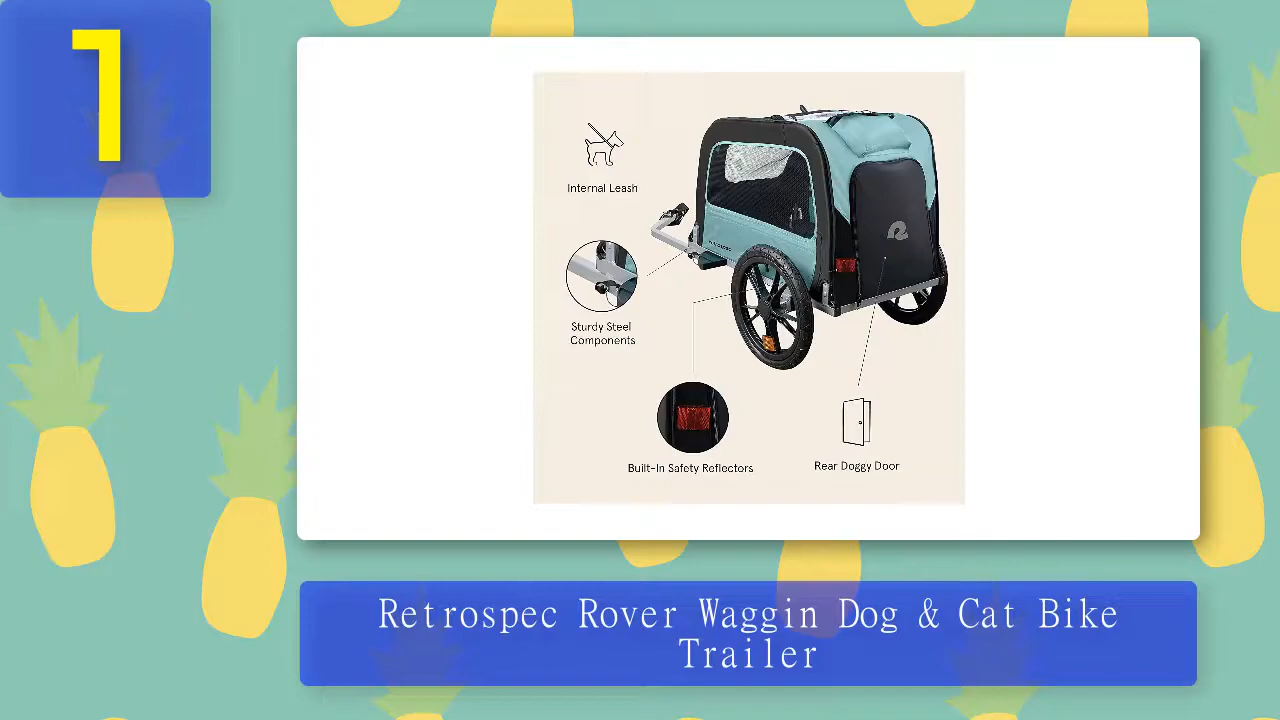 1
Internal Leash
Sturdy Steel
Components
Built-In Safety Reflectors
Rear Doggy Door
Retrospec Rover Waggin Dog & Cat Bike
Trailer